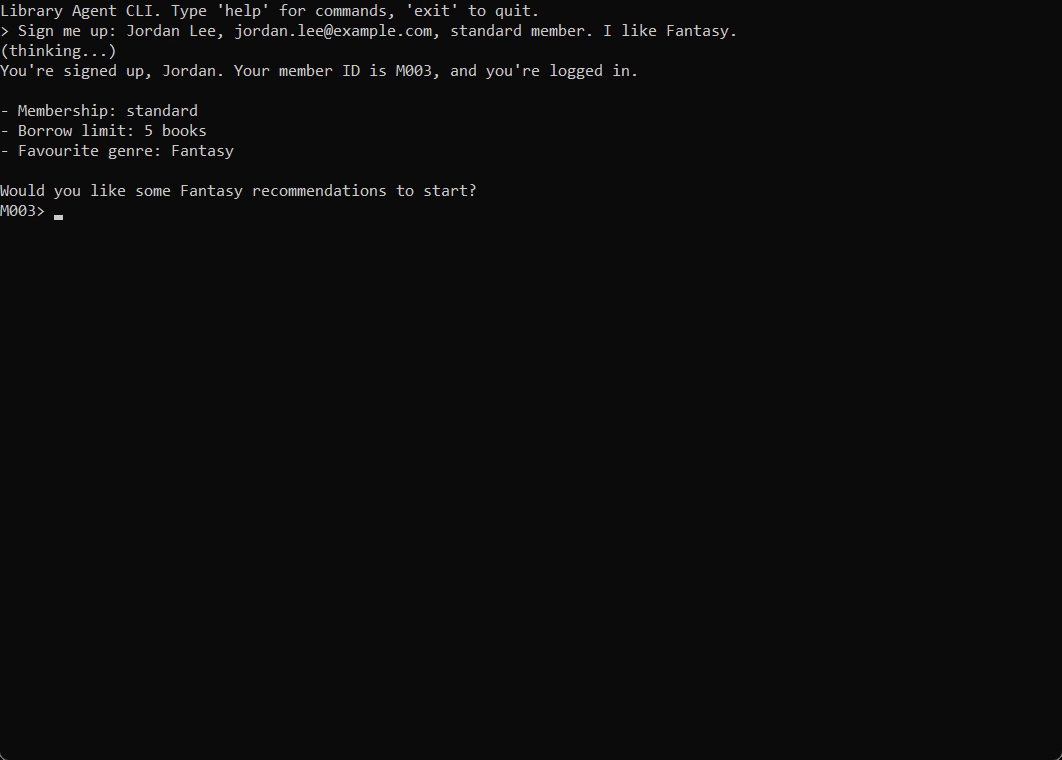 Library Agent CLI. Type 'help' for commands, 'exit' to quit.
> Sign me up: Jordan Lee, jordan.lee@example.com, standard member. I like Fantasy.
(thinking...)
You're signed up, Jordan. Your member ID is M003, and you're logged in.

- Membership: standard
- Borrow limit: 5 books
- Favourite genre: Fantasy

Would you like some Fantasy recommendations to start?
M003>